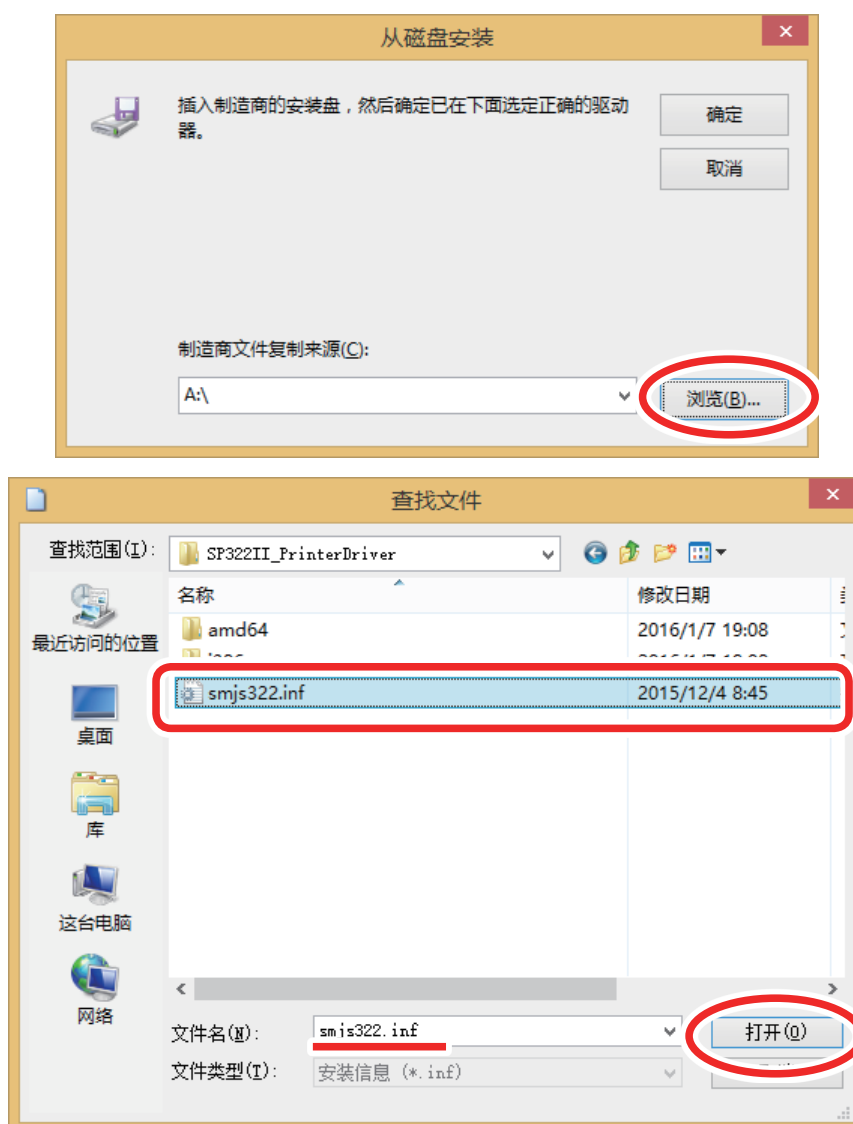 从磁盘安装
插入制造商的安装盘，然后确定已在下面选定正确的驱动
器。
确定
取消
制造商文件复制来源(C):
A:\
浏览(B)...
查找文件
查找范围(I):
SP322II_PrinterDriver
名称
修改日期
最近访问的位置
amd64
2016/1/7 19:08
smjs322.inf
2015/12/4 8:45
桌面
库
这台电脑
网络
文件名(N):
smjs322.inf
打开(O)
文件类型(T):
安装信息 (*.inf)